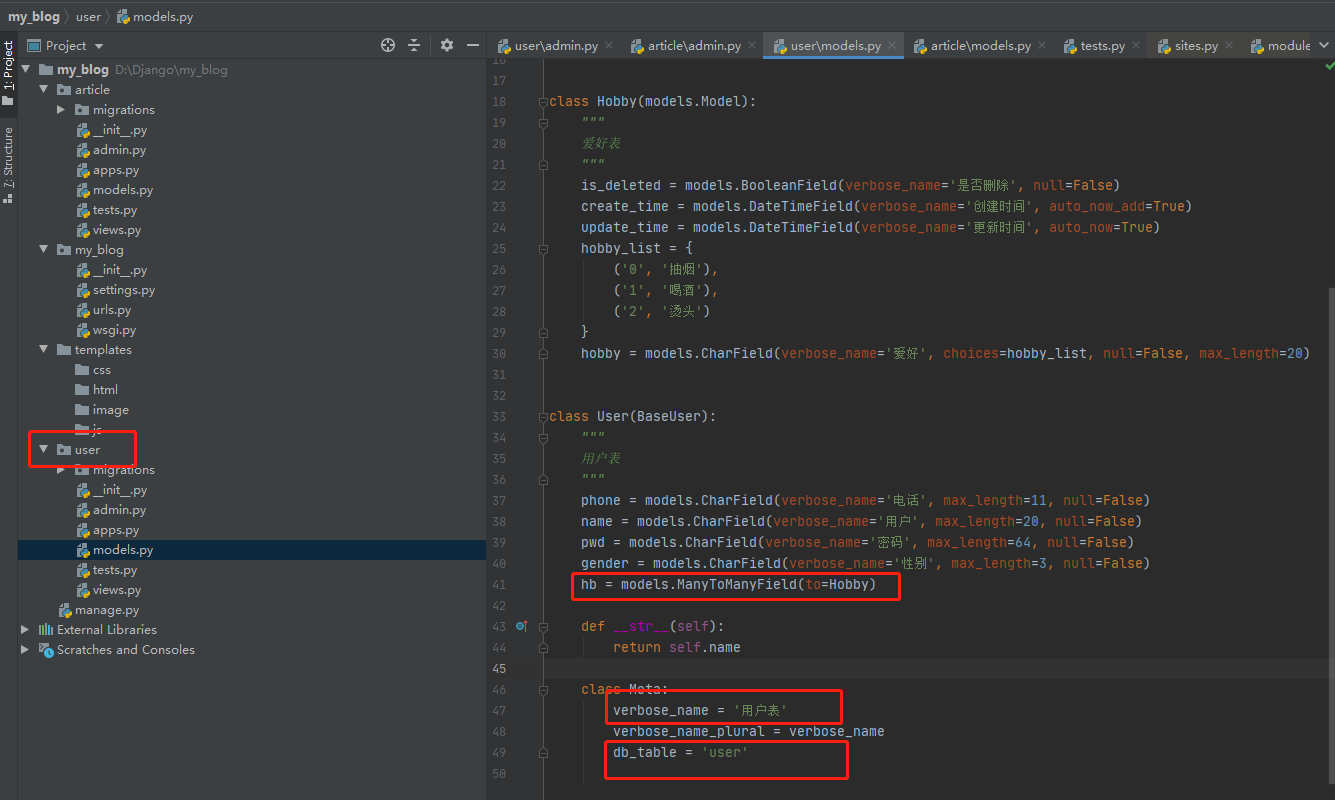 my_blog user models.py
Project
user\admin.py article\admin.py user\models.py article\models.py tests.py sites.py module
1: Project
7: Structure
my_blog D:\Django\my_blog
article
migrations
__init__.py
admin.py
apps.py
models.py
tests.py
views.py
my_blog
__init__.py
settings.py
urls.py
wsgi.py
templates
css
html
image
js
user
migrations
__init__.py
admin.py
apps.py
models.py
tests.py
views.py
manage.py
External Libraries
Scratches and Consoles
16
17
18 class Hobby(models.Model):
19 """
20 爱好表
21 """
22 is_deleted = models.BooleanField(verbose_name='是否删除', null=False)
23 create_time = models.DateTimeField(verbose_name='创建时间', auto_now_add=True)
24 update_time = models.DateTimeField(verbose_name='更新时间', auto_now=True)
25 hobby_list = {
26 ('0', '抽烟'),
27 ('1', '喝酒'),
28 ('2', '烫头')
29 }
30 hobby = models.CharField(verbose_name='爱好', choices=hobby_list, null=False, max_length=20)
31
32
33 class User(BaseUser):
34 """
35 用户表
36 """
37 phone = models.CharField(verbose_name='电话', max_length=11, null=False)
38 name = models.CharField(verbose_name='用户', max_length=20, null=False)
39 pwd = models.CharField(verbose_name='密码', max_length=64, null=False)
40 gender = models.CharField(verbose_name='性别', max_length=3, null=False)
41 hb = models.ManyToManyField(to=Hobby)
42
43 def __str__(self):
44 return self.name
45
46 class Meta:
47 verbose_name = '用户表'
48 verbose_name_plural = verbose_name
49 db_table = 'user'
50